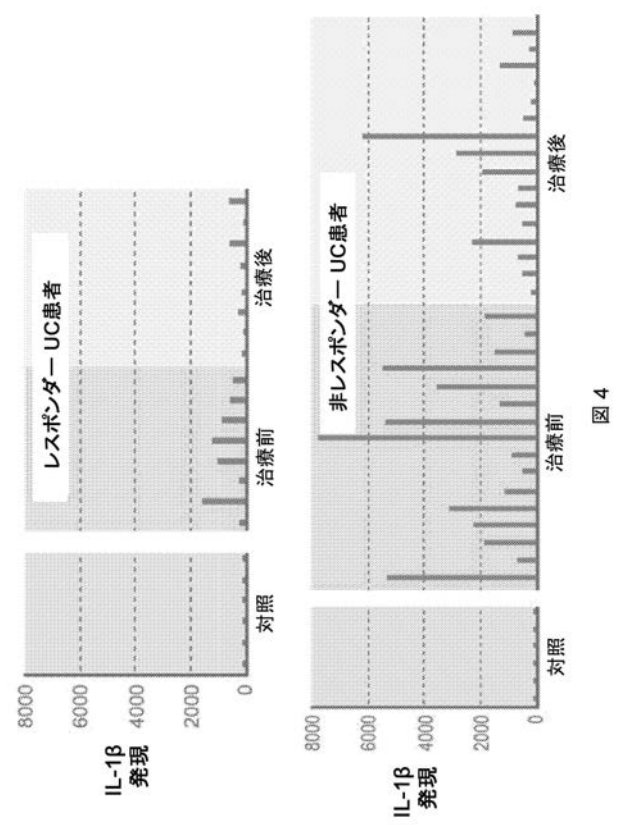 レスポンダー UC患者
IL-1β
発現
8000
6000
4000
2000
0
対照
治療前
治療後
非レスポンダー UC患者
IL-1β
発現
8000
6000
4000
2000
0
対照
治療前
治療後
図 4